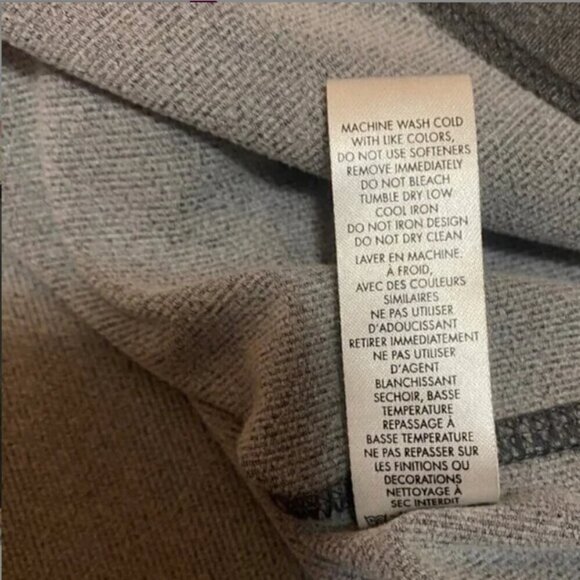 MACHINE WASH COLD
WITH LIKE COLORS,
DO NOT USE SOFTENERS
REMOVE IMMEDIATELY
DO NOT BLEACH
TUMBLE DRY LOW
COOL IRON
DO NOT IRON DESIGN
DO NOT DRY CLEAN
LAVER EN MACHINE.
À FROID,
AVEC DES COULEURS
SIMILAIRES
NE PAS UTILISER
D'ADOUCISSANT
RETIRER IMMEDIATEMENT
NE PAS UTILISER
D'AGENT
BLANCHISSANT
SECHOIR, BASSE
TEMPERATURE
REPASSAGE À
BASSE TEMPERATURE
NE PAS REPASSER SUR
LES FINITIONS OU
DECORATIONS
NETTOYAGE À
SEC INTERDIT